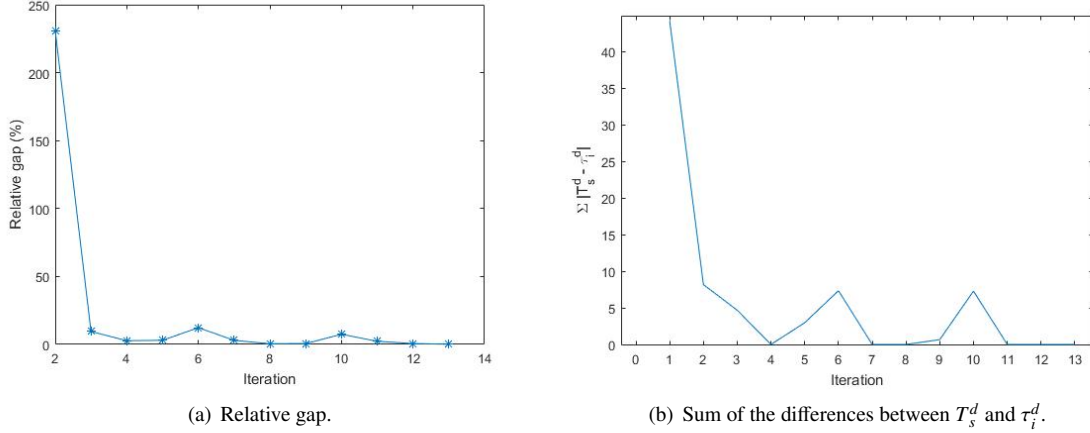 250
200
150
100
50
0
Relative gap (%)
2 4 6 8 10 12 14
Iteration
(a) Relative gap.
40
35
30
25
20
15
10
5
0
Σ |T_s^d - τ_i^d|
0 1 2 3 4 5 6 7 8 9 10 11 12 13
Iteration
(b) Sum of the differences between T_s^d and τ_i^d.